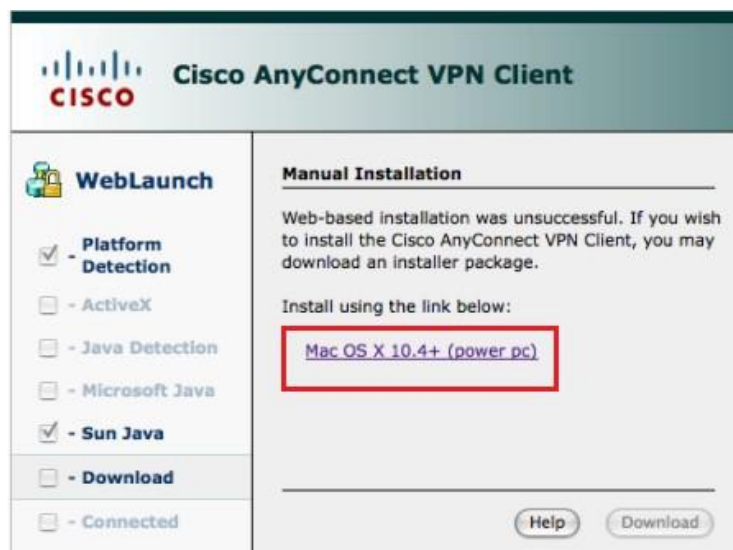 CISCO
Cisco AnyConnect VPN Client
WebLaunch
- Platform
Detection
- ActiveX
- Java Detection
- Microsoft Java
- Sun Java
- Download
- Connected
Manual Installation
Web-based installation was unsuccessful. If you wish
to install the Cisco AnyConnect VPN Client, you may
download an installer package.
Install using the link below:
Mac OS X 10.4+ (power pc)
Help
Download